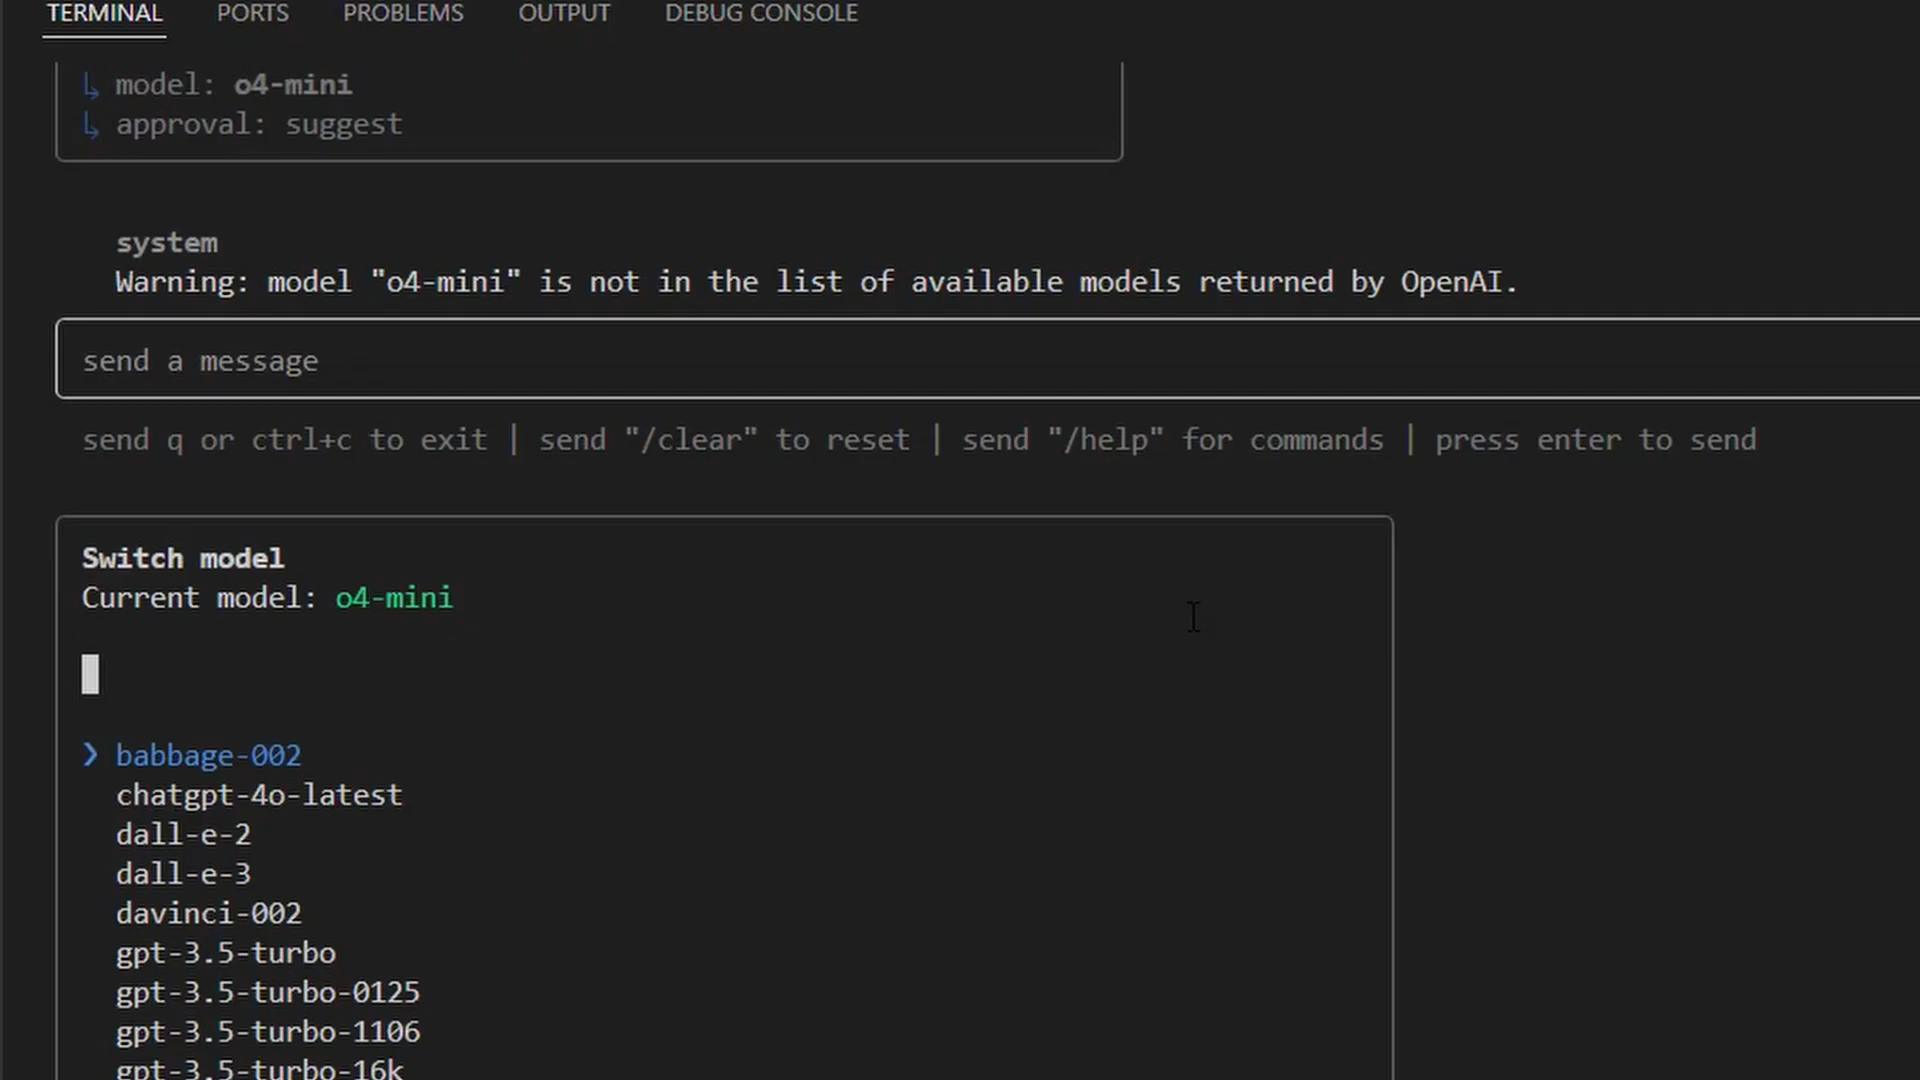 TERMINAL PORTS PROBLEMS OUTPUT DEBUG CONSOLE
↳ model: o4-mini
↳ approval: suggest
system
Warning: model "o4-mini" is not in the list of available models returned by OpenAI.
send a message
send q or ctrl+c to exit | send "/clear" to reset | send "/help" for commands | press enter to send
Switch model
Current model: o4-mini
❯ babbage-002
chatgpt-4o-latest
dall-e-2
dall-e-3
davinci-002
gpt-3.5-turbo
gpt-3.5-turbo-0125
gpt-3.5-turbo-1106
gpt-3.5-turbo-16k